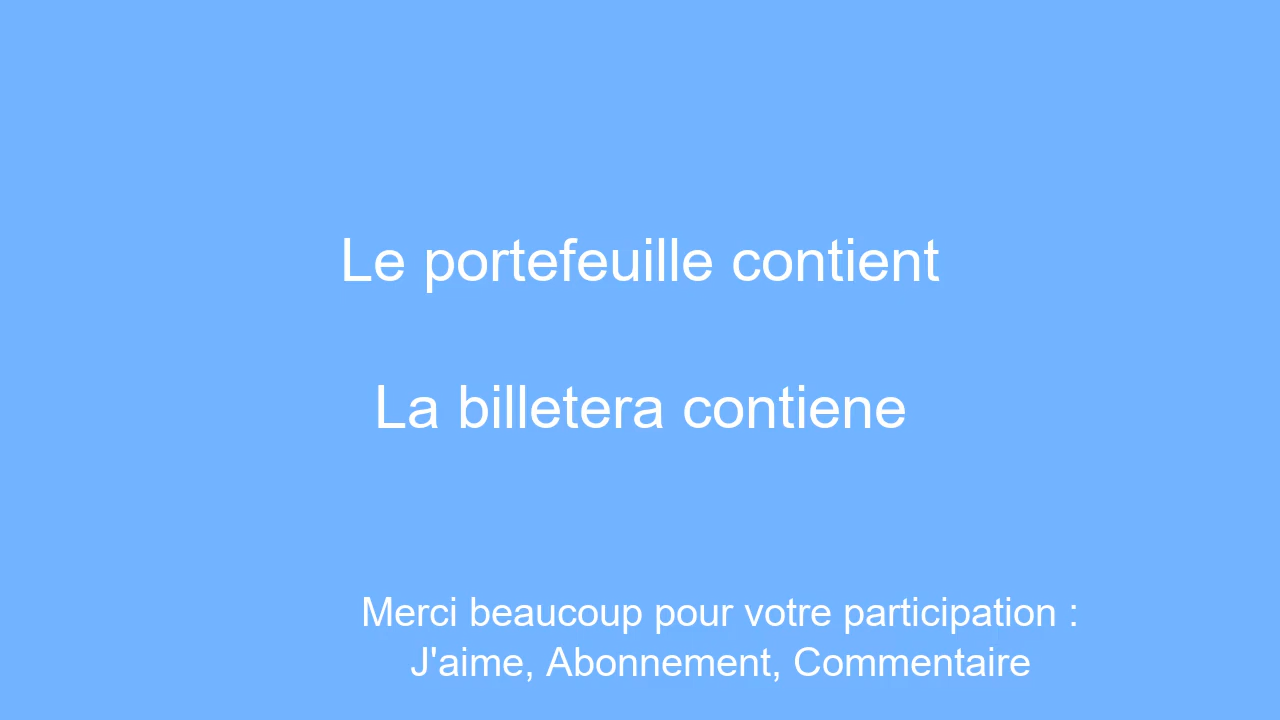 Le portefeuille contient
La billetera contiene
Merci beaucoup pour votre participation :
J'aime, Abonnement, Commentaire